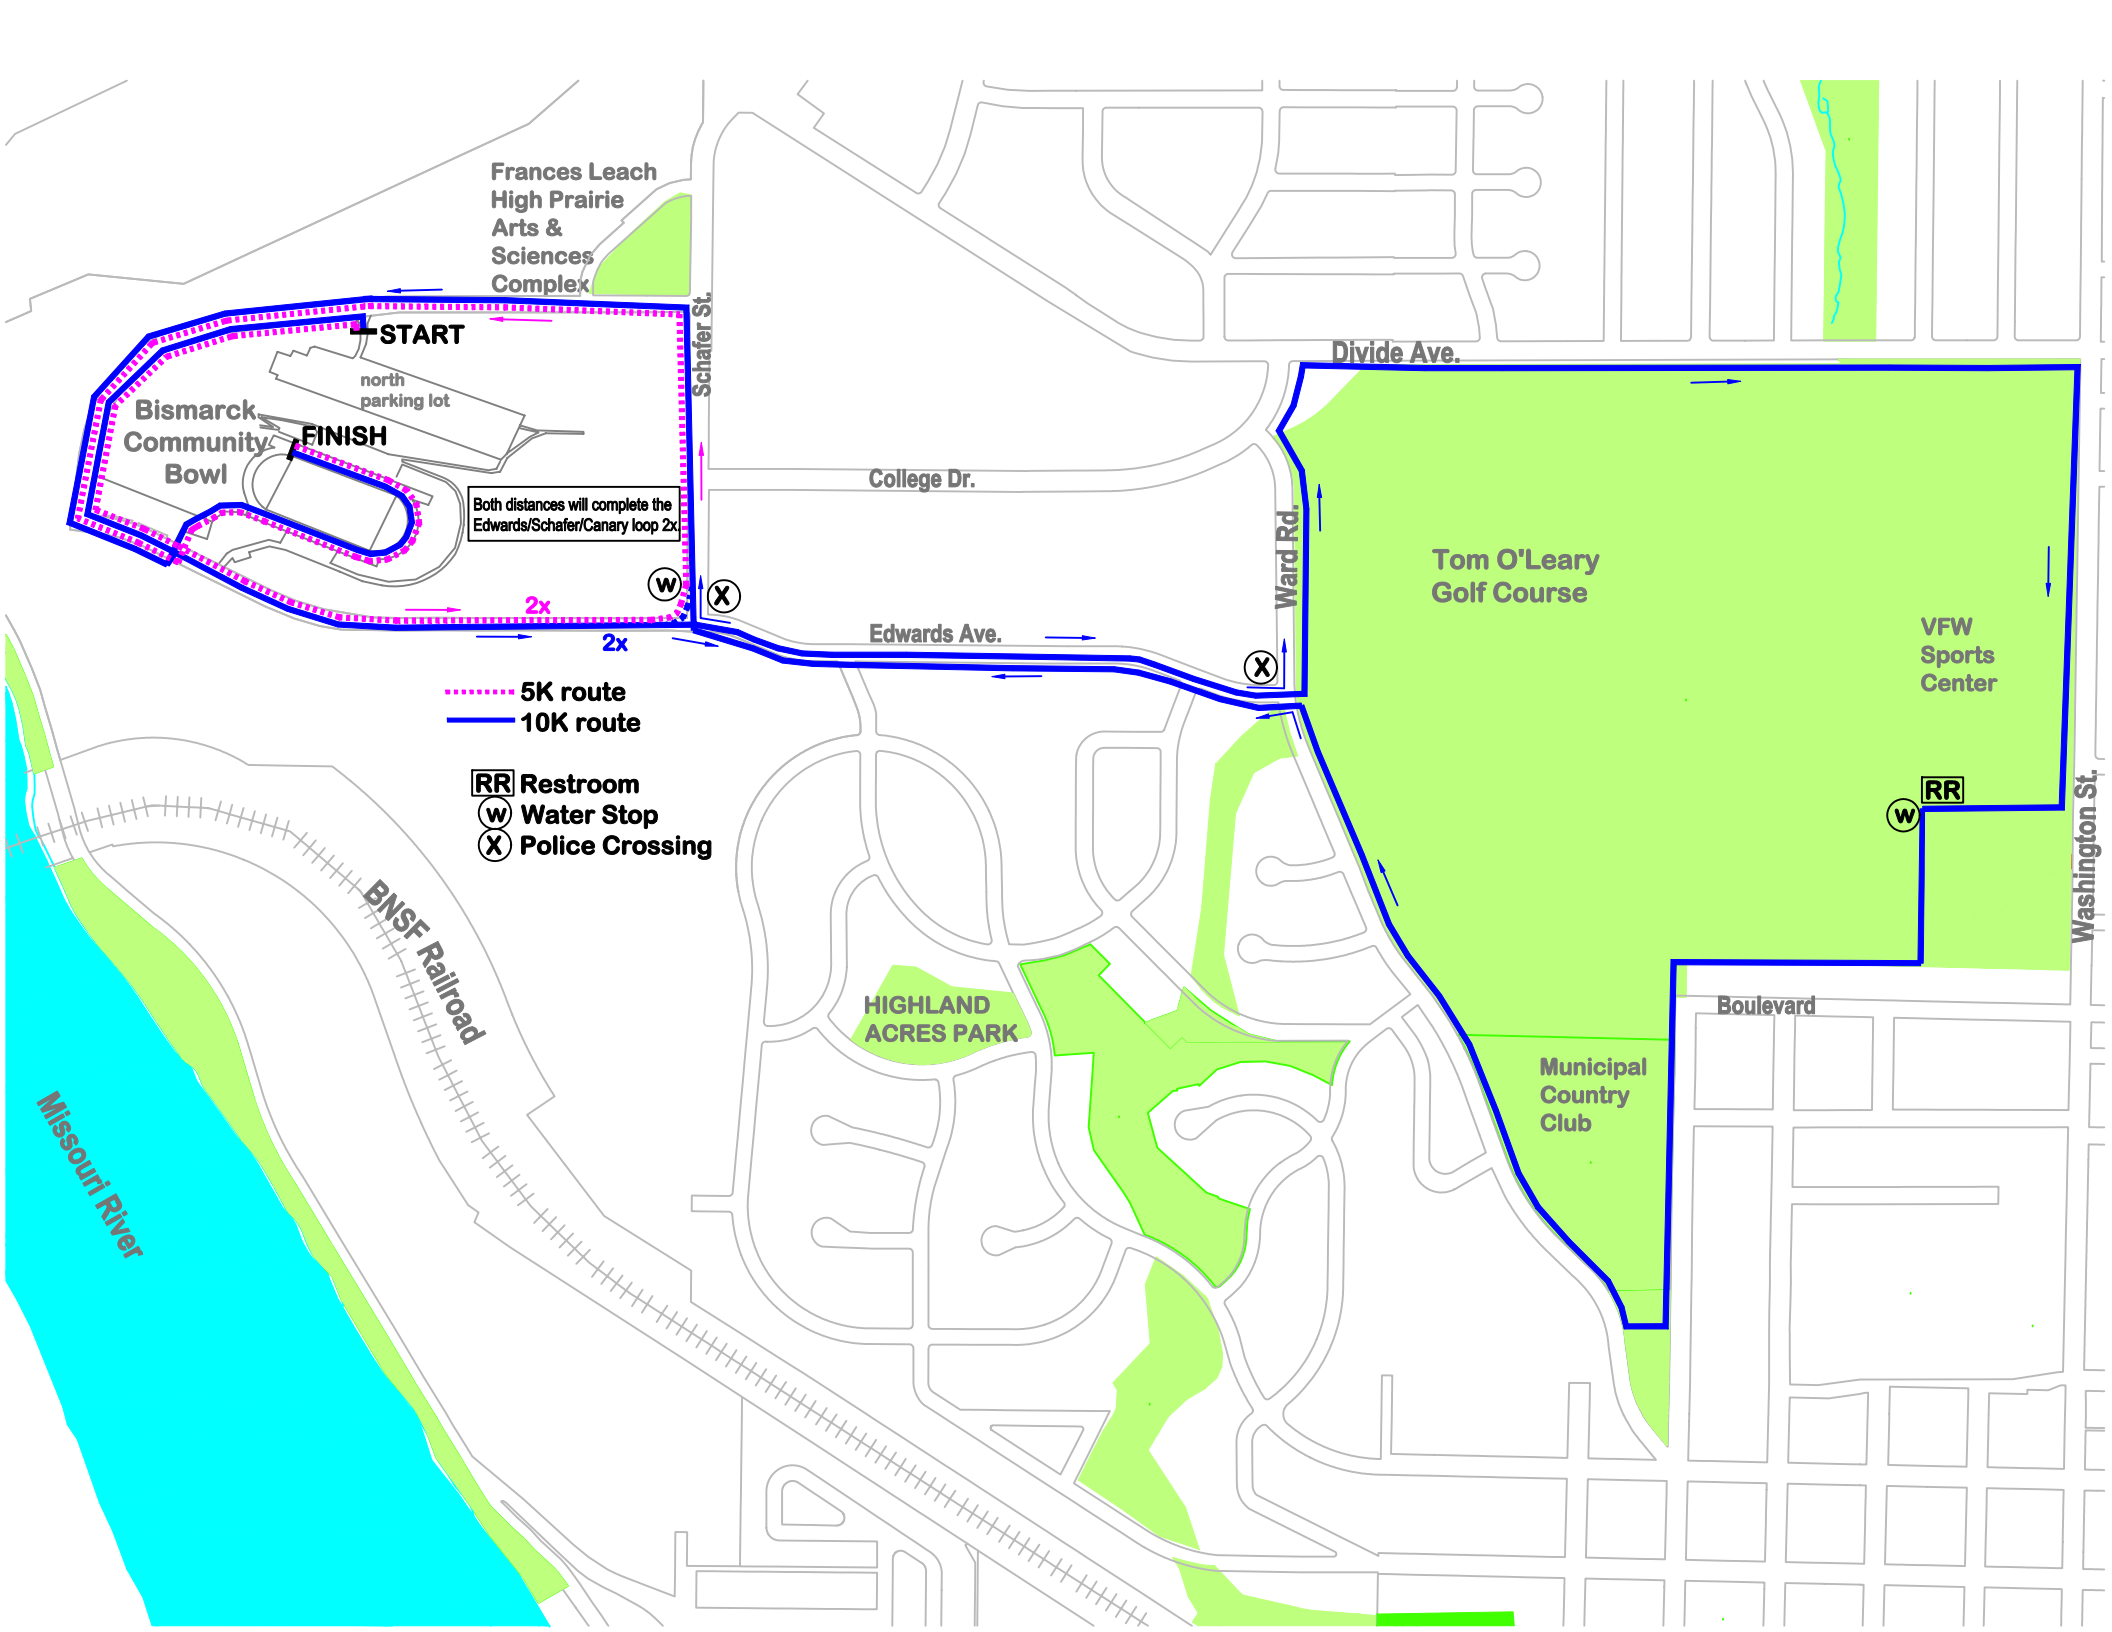 Frances Leach
High Prairie
Arts &
Sciences
Complex
START
north
parking lot
Bismarck
Community
Bowl
FINISH
Both distances will complete the
Edwards/Schafer/Canary loop 2x.
Schafer St.
College Dr.
Divide Ave.
Ward Rd.
Tom O'Leary
Golf Course
VFW
Sports
Center
W
X
2x
2x
Edwards Ave.
X
5K route
10K route
RR Restroom
W Water Stop
X Police Crossing
RR
W
Washington St.
BNSF Railroad
HIGHLAND
ACRES PARK
Boulevard
Municipal
Country
Club
Missouri River